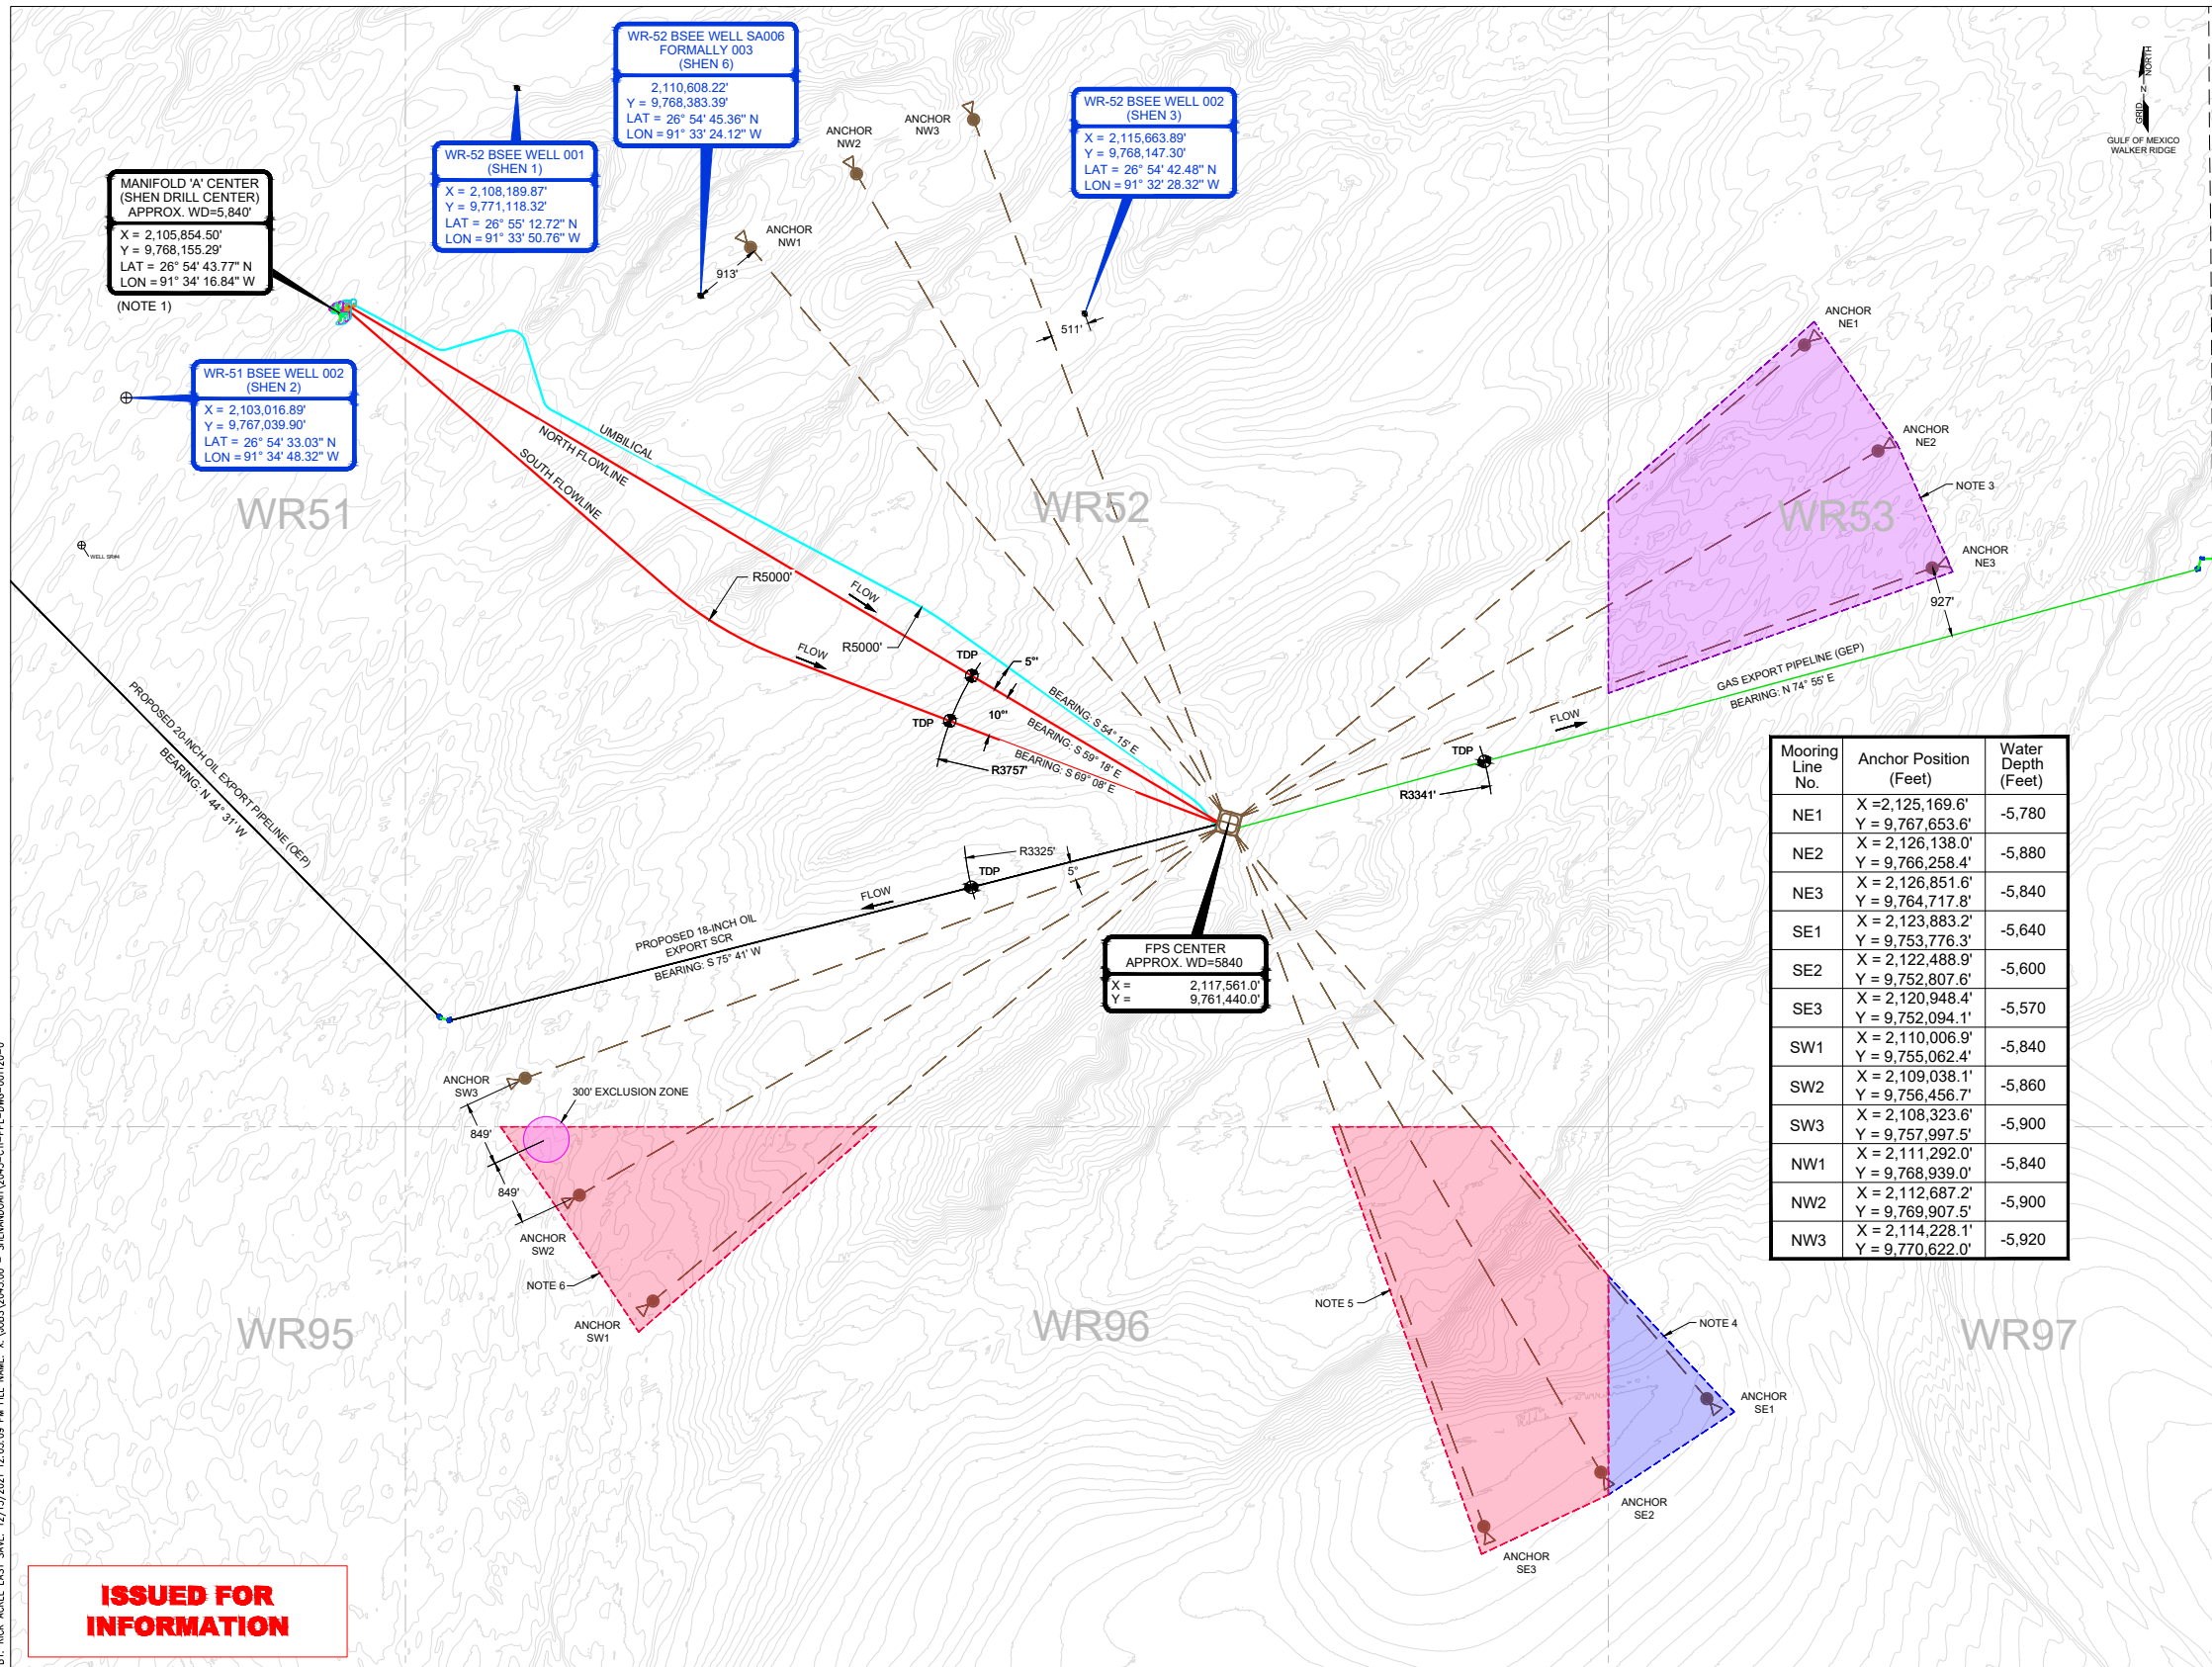 WR-52 BSEE WELL SA006
FORMALLY 003
(SHEN 6)
2,110,608.22'
Y = 9,768,383.39'
LAT = 26° 54' 45.36" N
LON = 91° 33' 24.12" W
WR-52 BSEE WELL 001
(SHEN 1)
X = 2,108,189.87'
Y = 9,771,118.32'
LAT = 26° 55' 12.72" N
LON = 91° 33' 50.76" W
WR-52 BSEE WELL 002
(SHEN 3)
X = 2,115,663.89'
Y = 9,768,147.30'
LAT = 26° 54' 42.48" N
LON = 91° 32' 28.32" W
MANIFOLD 'A' CENTER
(SHEN DRILL CENTER)
APPROX. WD=5,840'
X = 2,105,854.50'
Y = 9,768,155.29'
LAT = 26° 54' 43.77" N
LON = 91° 34' 16.84" W
(NOTE 1)
WR-51 BSEE WELL 002
(SHEN 2)
X = 2,103,016.89'
Y = 9,767,039.90'
LAT = 26° 54' 33.03" N
LON = 91° 34' 48.32" W
NORTH
N
GRID
GULF OF MEXICO
WALKER RIDGE
ANCHOR
NW3
ANCHOR
NW2
ANCHOR
NW1
913'
511'
ANCHOR
NE1
ANCHOR
NE2
NOTE 3
ANCHOR
NE3
927'
WR51
WR52
WR53
WELL SR#4
UMBILICAL
NORTH FLOWLINE
SOUTH FLOWLINE
R5000'
FLOW
R5000'
FLOW
TDP
5°'
TDP
10°'
R3757'
BEARING: S 54° 15' E
BEARING: S 59° 18' E
BEARING: S 69° 08' E
GAS EXPORT PIPELINE (GEP)
BEARING: N 74° 55' E
FLOW
TDP
R3341'
PROPOSED 20-INCH OIL EXPORT PIPELINE (OEP)
BEARING: N 44° 31' W
R3325'
TDP
5°
FLOW
PROPOSED 18-INCH OIL
EXPORT SCR
BEARING: S 75° 41' W
FPS CENTER
APPROX. WD=5840
X = 2,117,561.0'
Y = 9,761,440.0'
Mooring Line No. Anchor Position (Feet) Water Depth (Feet)
NE1 X =2,125,169.6' Y = 9,767,653.6' -5,780
NE2 X = 2,126,138.0' Y = 9,766,258.4' -5,880
NE3 X = 2,126,851.6' Y = 9,764,717.8' -5,840
SE1 X = 2,123,883.2' Y = 9,753,776.3' -5,640
SE2 X = 2,122,488.9' Y = 9,752,807.6' -5,600
SE3 X = 2,120,948.4' Y = 9,752,094.1' -5,570
SW1 X = 2,110,006.9' Y = 9,755,062.4' -5,840
SW2 X = 2,109,038.1' Y = 9,756,456.7' -5,860
SW3 X = 2,108,323.6' Y = 9,757,997.5' -5,900
NW1 X = 2,111,292.0' Y = 9,768,939.0' -5,840
NW2 X = 2,112,687.2' Y = 9,769,907.5' -5,900
NW3 X = 2,114,228.1' Y = 9,770,622.0' -5,920
ANCHOR
SW3
300' EXCLUSION ZONE
849'
849'
ANCHOR
SW2
NOTE 6
ANCHOR
SW1
NOTE 5
NOTE 4
ANCHOR
SE1
ANCHOR
SE2
ANCHOR
SE3
WR95
WR96
WR97
ISSUED FOR
INFORMATION